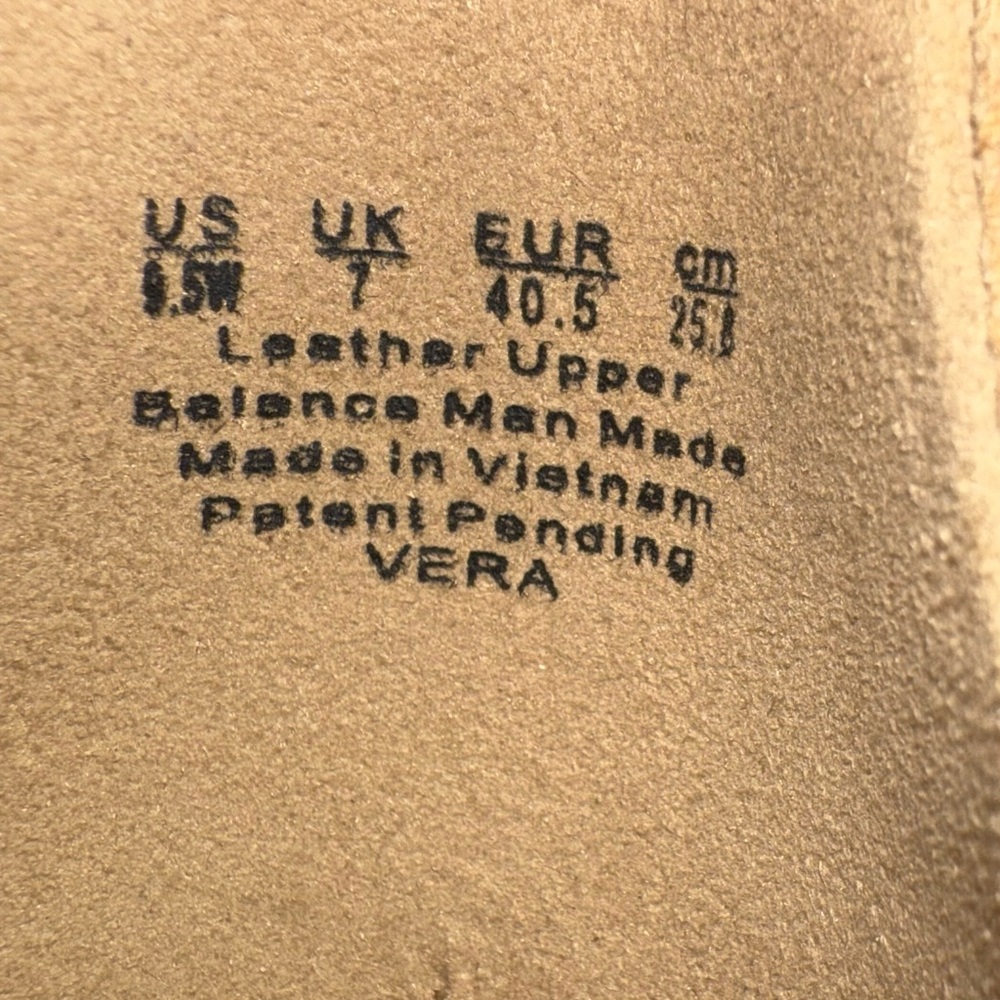 US UK EUR cm
9.5W 7 40.5 25.8
Leather Upper
Balance Man Made
Made in Vietnam
Patent Pending
VERA